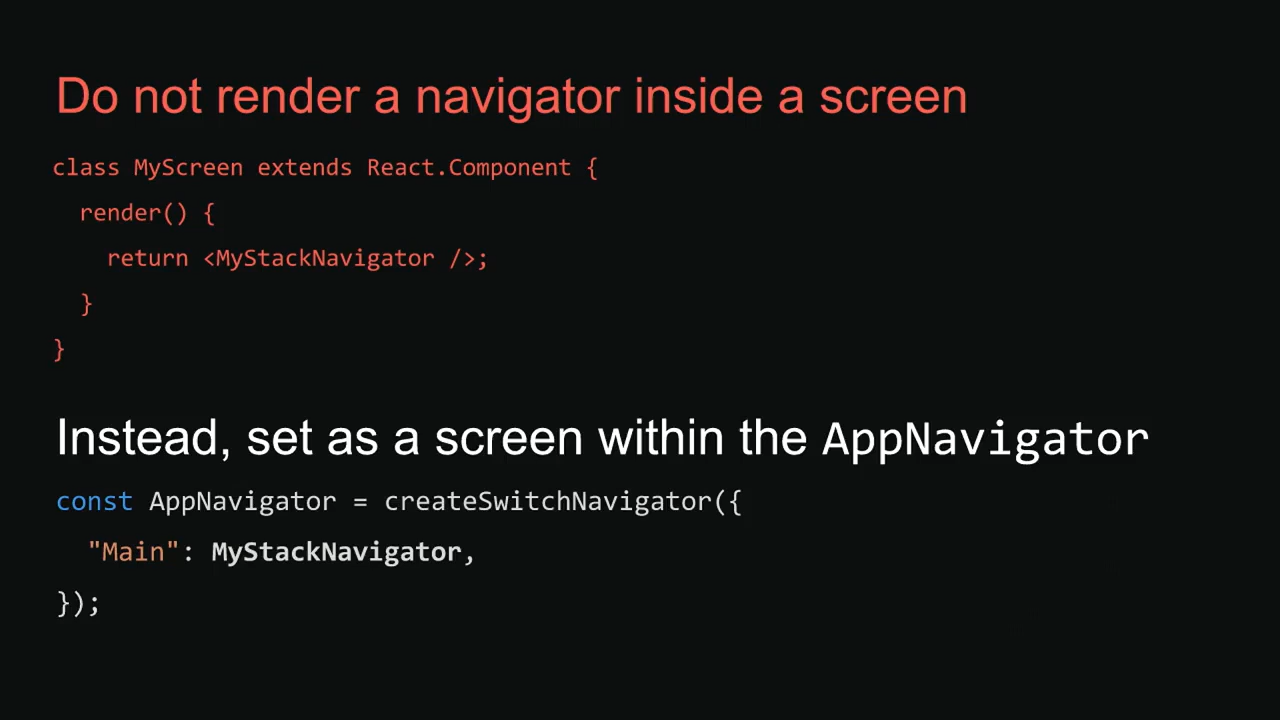 Do not render a navigator inside a screen
class MyScreen extends React.Component {
  render() {
    return <MyStackNavigator />;
  }
}
Instead, set as a screen within the AppNavigator
const AppNavigator = createSwitchNavigator({
  "Main": MyStackNavigator,
});